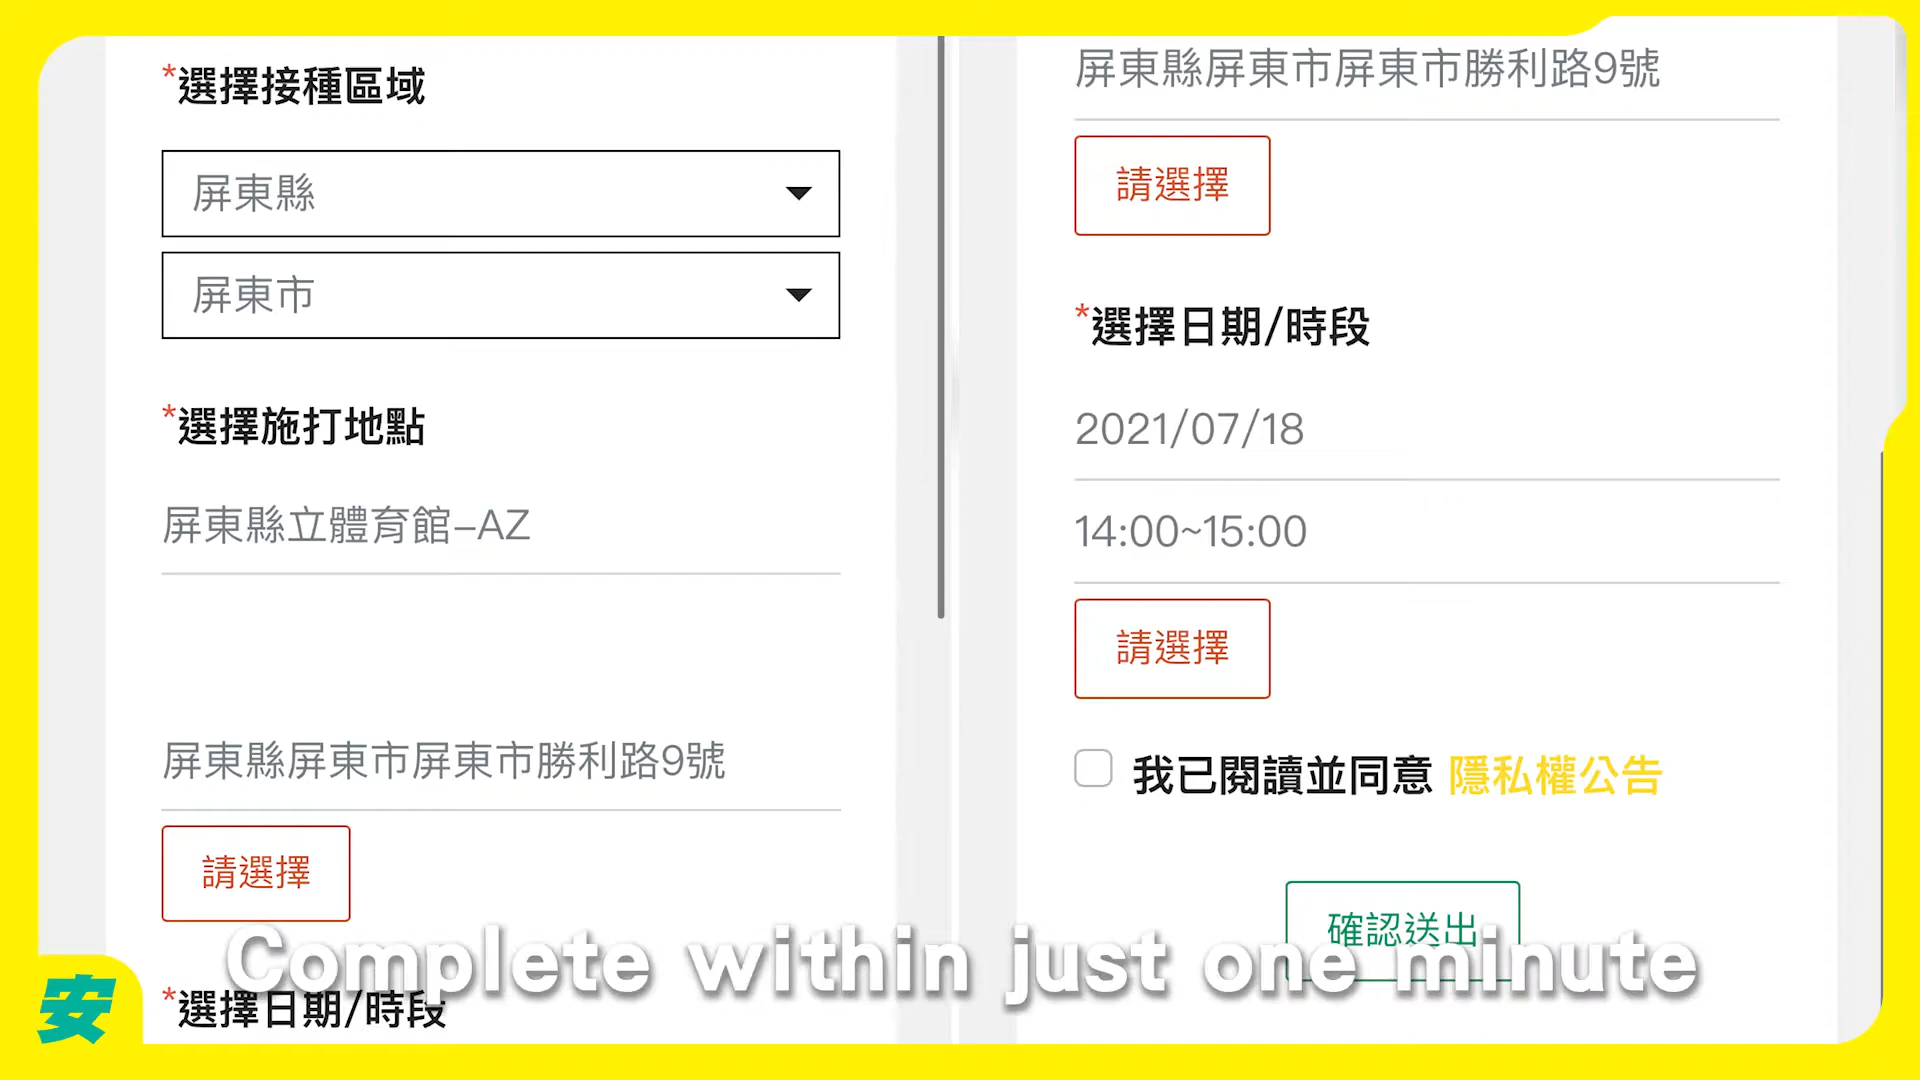 *選擇接種區域
屏東縣
屏東市
*選擇施打地點
屏東縣立體育館–AZ
屏東縣屏東市屏東市勝利路9號
請選擇
*選擇日期/時段
屏東縣屏東市屏東市勝利路9號
請選擇
*選擇日期/時段
2021/07/18
14:00~15:00
請選擇
我已閱讀並同意 隱私權公告
確認送出
Complete within just one minute
安